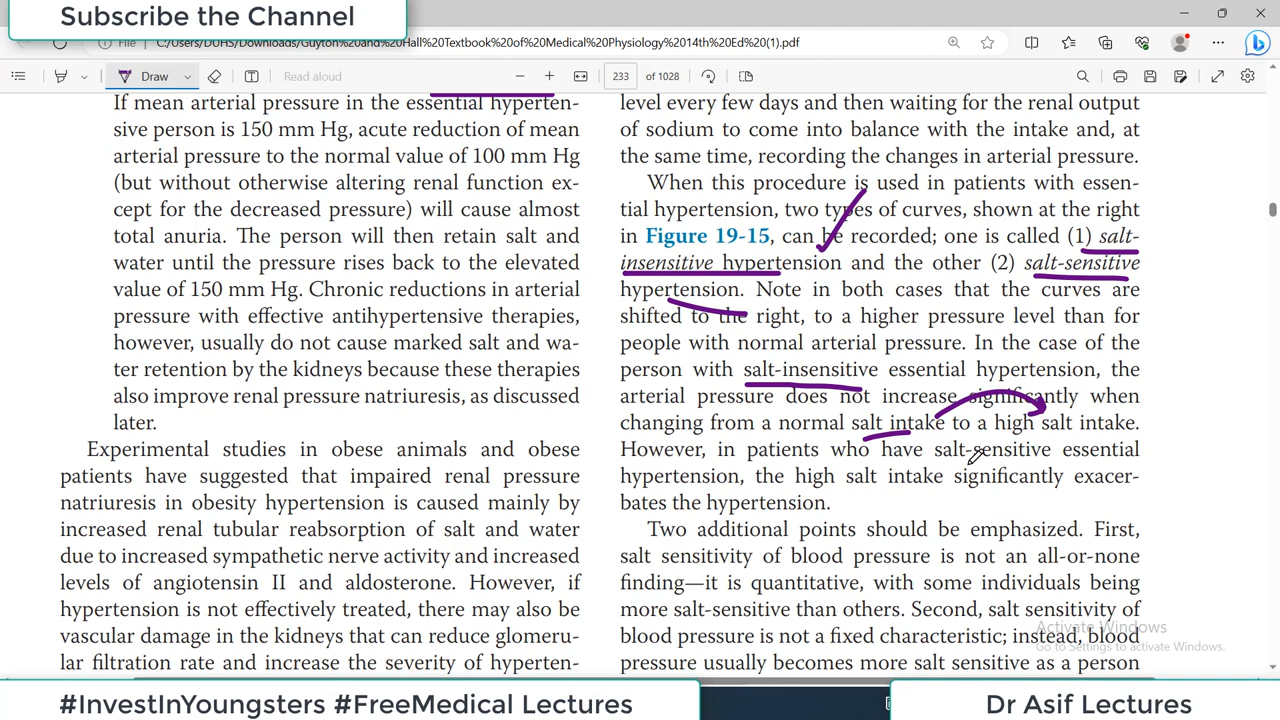 Subscribe the Channel
File
C:/Users/DUHS/Downloads/Guyton%20and%20Hall%20Textbook%20of%20Medical%20Physiology%2014th%20Ed%20(1).pdf
Draw
Read aloud
233
of 1028
If mean arterial pressure in the essential hyperten-
sive person is 150 mm Hg, acute reduction of mean
arterial pressure to the normal value of 100 mm Hg
(but without otherwise altering renal function ex-
cept for the decreased pressure) will cause almost
total anuria. The person will then retain salt and
water until the pressure rises back to the elevated
value of 150 mm Hg. Chronic reductions in arterial
pressure with effective antihypertensive therapies,
however, usually do not cause marked salt and wa-
ter retention by the kidneys because these therapies
also improve renal pressure natriuresis, as discussed
later.
Experimental studies in obese animals and obese
patients have suggested that impaired renal pressure
natriuresis in obesity hypertension is caused mainly by
increased renal tubular reabsorption of salt and water
due to increased sympathetic nerve activity and increased
levels of angiotensin II and aldosterone. However, if
hypertension is not effectively treated, there may also be
vascular damage in the kidneys that can reduce glomeru-
lar filtration rate and increase the severity of hyperten-
level every few days and then waiting for the renal output
of sodium to come into balance with the intake and, at
the same time, recording the changes in arterial pressure.
When this procedure is used in patients with essen-
tial hypertension, two types of curves, shown at the right
in Figure 19-15, can be recorded; one is called (1) salt-
insensitive hypertension and the other (2) salt-sensitive
hypertension. Note in both cases that the curves are
shifted to the right, to a higher pressure level than for
people with normal arterial pressure. In the case of the
person with salt-insensitive essential hypertension, the
arterial pressure does not increase significantly when
changing from a normal salt intake to a high salt intake.
However, in patients who have salt-sensitive essential
hypertension, the high salt intake significantly exacer-
bates the hypertension.
Two additional points should be emphasized. First,
salt sensitivity of blood pressure is not an all-or-none
finding—it is quantitative, with some individuals being
more salt-sensitive than others. Second, salt sensitivity of
blood pressure is not a fixed characteristic; instead, blood
pressure usually becomes more salt sensitive as a person
Activate Windows
Go to Settings to activate Windows.
#InvestInYoungsters #FreeMedical Lectures
Dr Asif Lectures